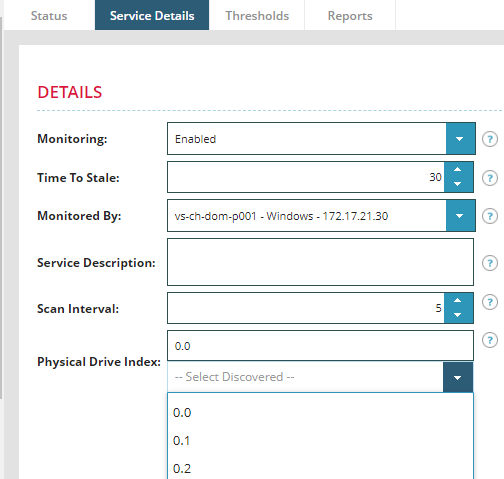 Status Service Details Thresholds Reports
DETAILS
Monitoring: Enabled ?
Time To Stale: 30 ?
Monitored By: vs-ch-dom-p001 - Windows - 172.17.21.30 ?
Service Description: ?
Scan Interval: 5 ?
0.0 ?
Physical Drive Index:
-- Select Discovered --
0.0
0.1
0.2